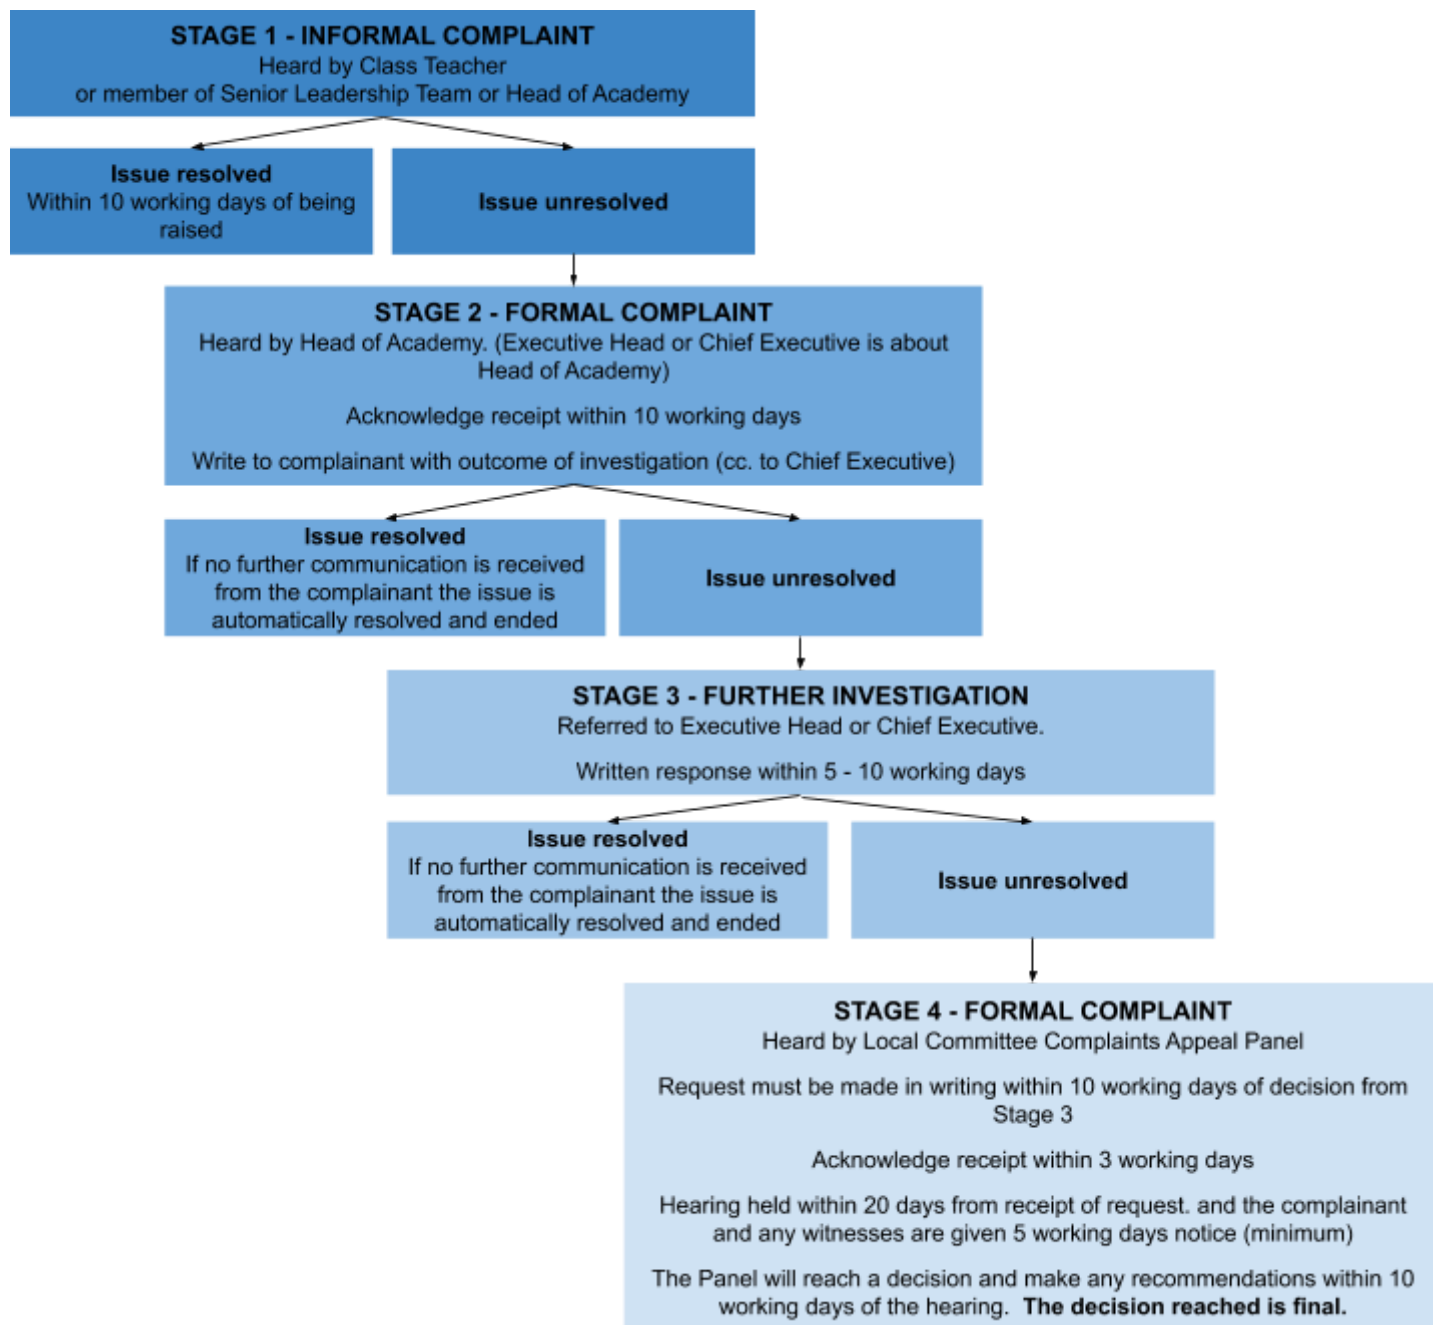 STAGE 1 - INFORMAL COMPLAINT
Heard by Class Teacher
or member of Senior Leadership Team or Head of Academy
Issue resolved
Within 10 working days of being
raised
Issue unresolved
STAGE 2 - FORMAL COMPLAINT
Heard by Head of Academy. (Executive Head or Chief Executive is about
Head of Academy)
Acknowledge receipt within 10 working days
Write to complainant with outcome of investigation (cc. to Chief Executive)
Issue resolved
If no further communication is received
from the complainant the issue is
automatically resolved and ended
Issue unresolved
STAGE 3 - FURTHER INVESTIGATION
Referred to Executive Head or Chief Executive.
Written response within 5 - 10 working days
Issue resolved
If no further communication is received
from the complainant the issue is
automatically resolved and ended
Issue unresolved
STAGE 4 - FORMAL COMPLAINT
Heard by Local Committee Complaints Appeal Panel
Request must be made in writing within 10 working days of decision from
Stage 3
Acknowledge receipt within 3 working days
Hearing held within 20 days from receipt of request. and the complainant
and any witnesses are given 5 working days notice (minimum)
The Panel will reach a decision and make any recommendations within 10
working days of the hearing. The decision reached is final.